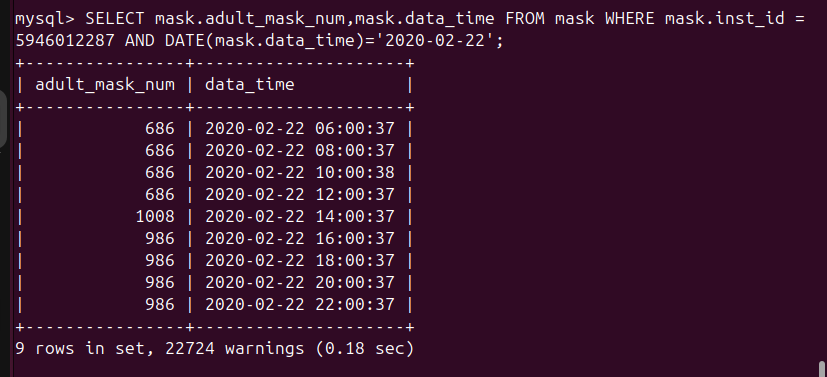 mysql> SELECT mask.adult_mask_num,mask.data_time FROM mask WHERE mask.inst_id =
5946012287 AND DATE(mask.data_time)='2020-02-22';
+----------------+---------------------+
| adult_mask_num | data_time           |
+----------------+---------------------+
|            686 | 2020-02-22 06:00:37 |
|            686 | 2020-02-22 08:00:37 |
|            686 | 2020-02-22 10:00:38 |
|            686 | 2020-02-22 12:00:37 |
|           1008 | 2020-02-22 14:00:37 |
|            986 | 2020-02-22 16:00:37 |
|            986 | 2020-02-22 18:00:37 |
|            986 | 2020-02-22 20:00:37 |
|            986 | 2020-02-22 22:00:37 |
+----------------+---------------------+
9 rows in set, 22724 warnings (0.18 sec)